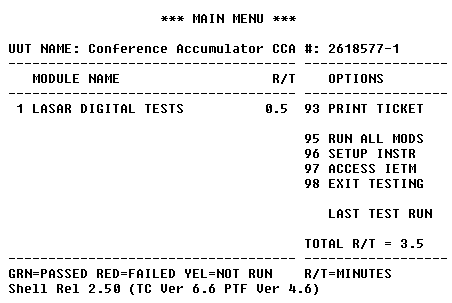 *** MAIN MENU ***
UUT NAME: Conference Accumulator CCA #: 2618577-1
MODULE NAME R/T OPTIONS
1 LASAR DIGITAL TESTS 0.5 93 PRINT TICKET
95 RUN ALL MODS
96 SETUP INSTR
97 ACCESS IETM
98 EXIT TESTING
LAST TEST RUN
TOTAL R/T = 3.5
GRN=PASSED RED=FAILED YEL=NOT RUN R/T=MINUTES
Shell Rel 2.50 (TC Ver 6.6 PTF Ver 4.6)